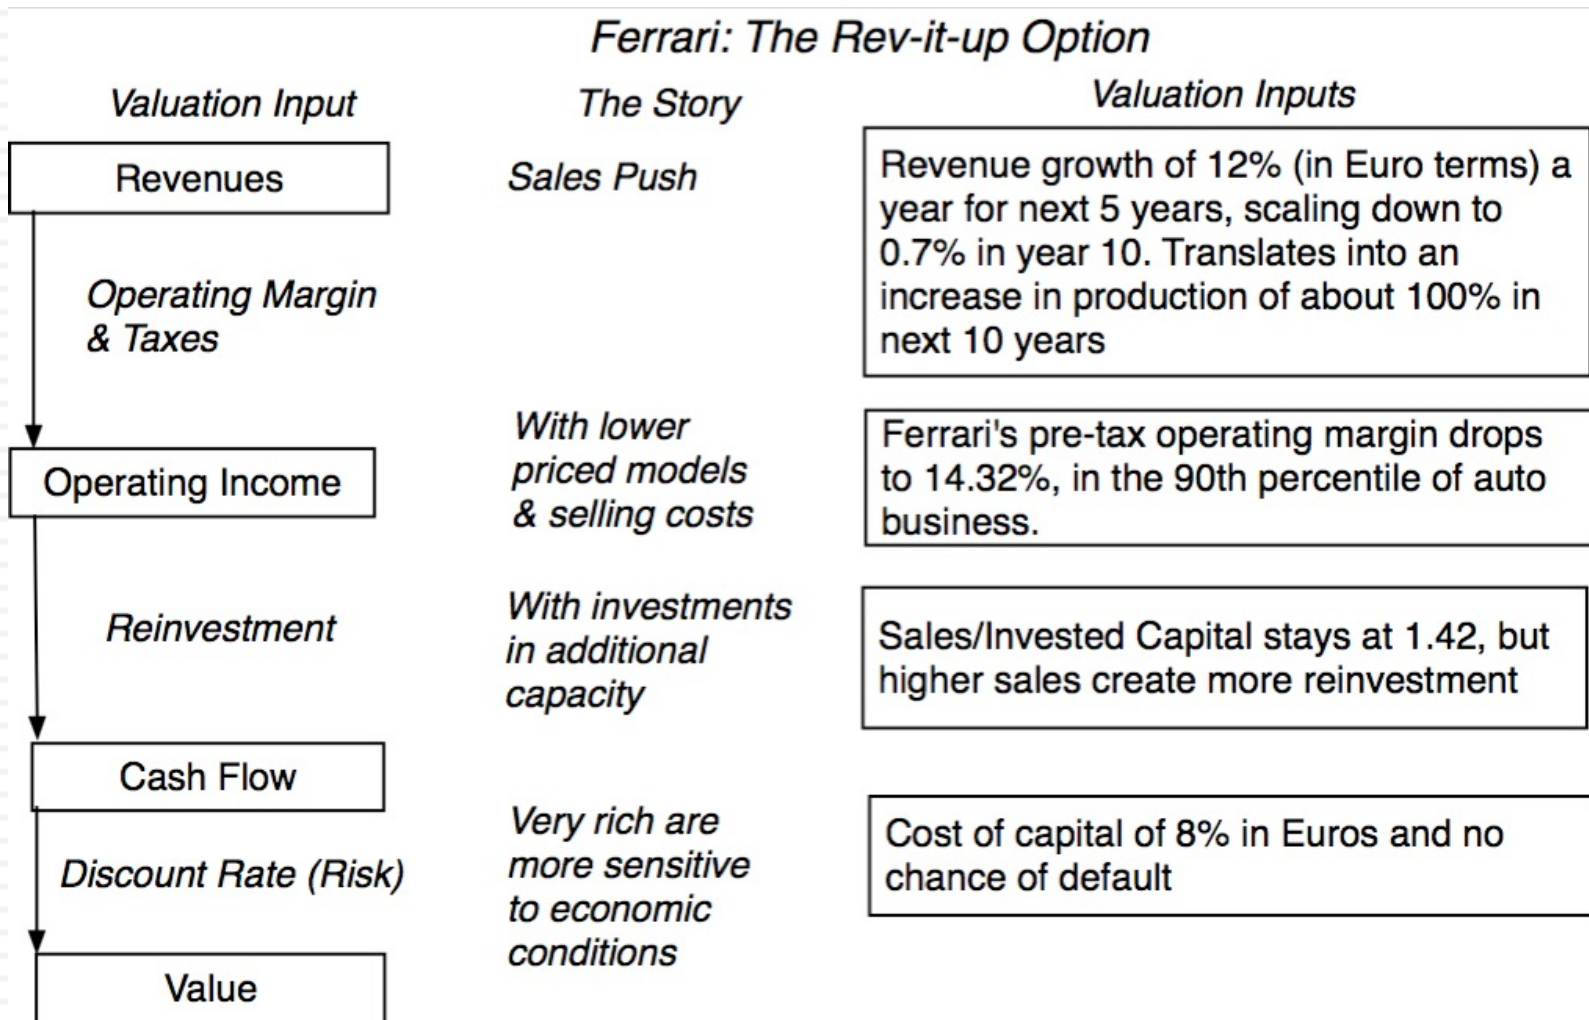 Ferrari: The Rev-it-up Option
Valuation Input
The Story
Valuation Inputs
Revenues
Sales Push
Revenue growth of 12% (in Euro terms) a
year for next 5 years, scaling down to
0.7% in year 10. Translates into an
increase in production of about 100% in
next 10 years
Operating Margin
& Taxes
Operating Income
With lower
priced models
& selling costs
Ferrari's pre-tax operating margin drops
to 14.32%, in the 90th percentile of auto
business.
Reinvestment
With investments
in additional
capacity
Sales/Invested Capital stays at 1.42, but
higher sales create more reinvestment
Cash Flow
Discount Rate (Risk)
Very rich are
more sensitive
to economic
conditions
Cost of capital of 8% in Euros and no
chance of default
Value